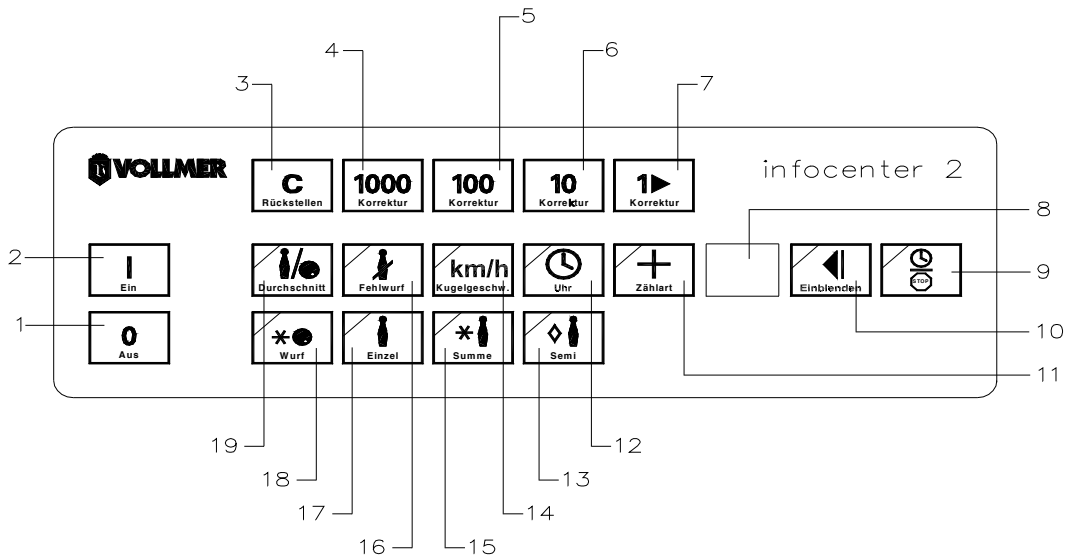 5
4
6
3
7
VOLLMER
infocenter 2
C
Rückstellen
1000
Korrektur
100
Korrektur
10
Korrektur
1
Korrektur
8
2
I
Ein
Durchschnitt
Fehlwurf
km/h
Kugelgeschw.
Uhr
+
Zählart
Einblenden
STOP
9
1
0
Aus
Wurf
Einzel
Summe
Semi
10
11
19
12
18
13
17
14
16
15